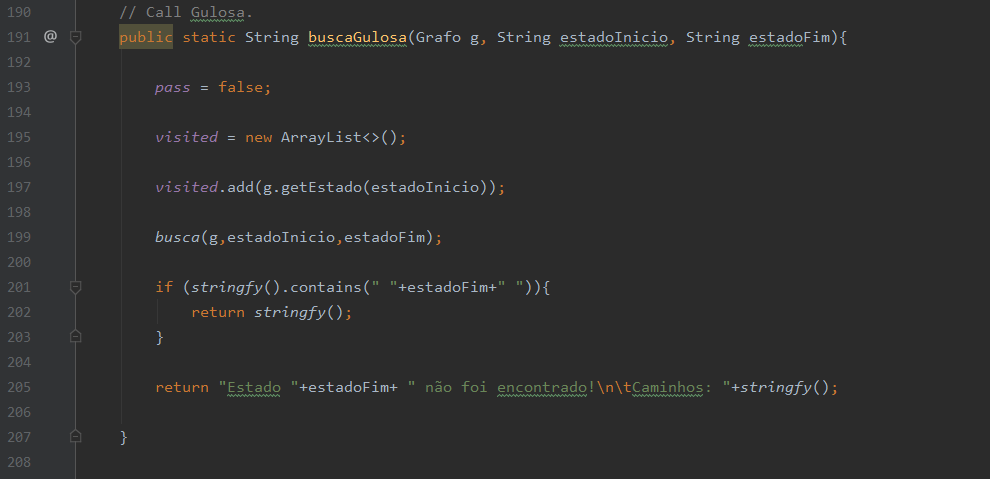 190 // Call Gulosa.
191 @ public static String buscaGulosa(Grafo g, String estadoInicio, String estadoFim){
192
193 pass = false;
194
195 visited = new ArrayList<>();
196
197 visited.add(g.getEstado(estadoInicio));
198
199 busca(g,estadoInicio,estadoFim);
200
201 if (stringfy().contains(" "+estadoFim+" ")){
202 return stringfy();
203 }
204
205 return "Estado "+estadoFim+ " não foi encontrado!\n\tCaminhos: "+stringfy();
206
207 }
208